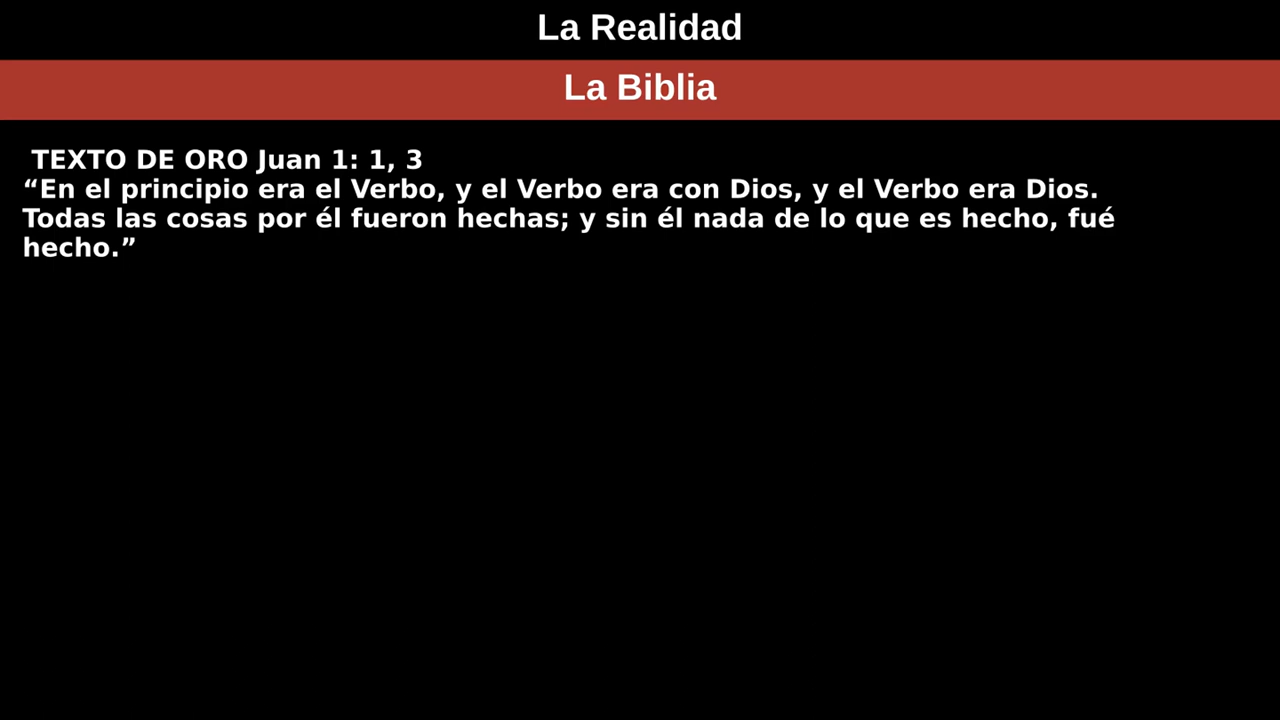 La Realidad
La Biblia
TEXTO DE ORO Juan 1: 1, 3
“En el principio era el Verbo, y el Verbo era con Dios, y el Verbo era Dios.
Todas las cosas por él fueron hechas; y sin él nada de lo que es hecho, fué
hecho.”